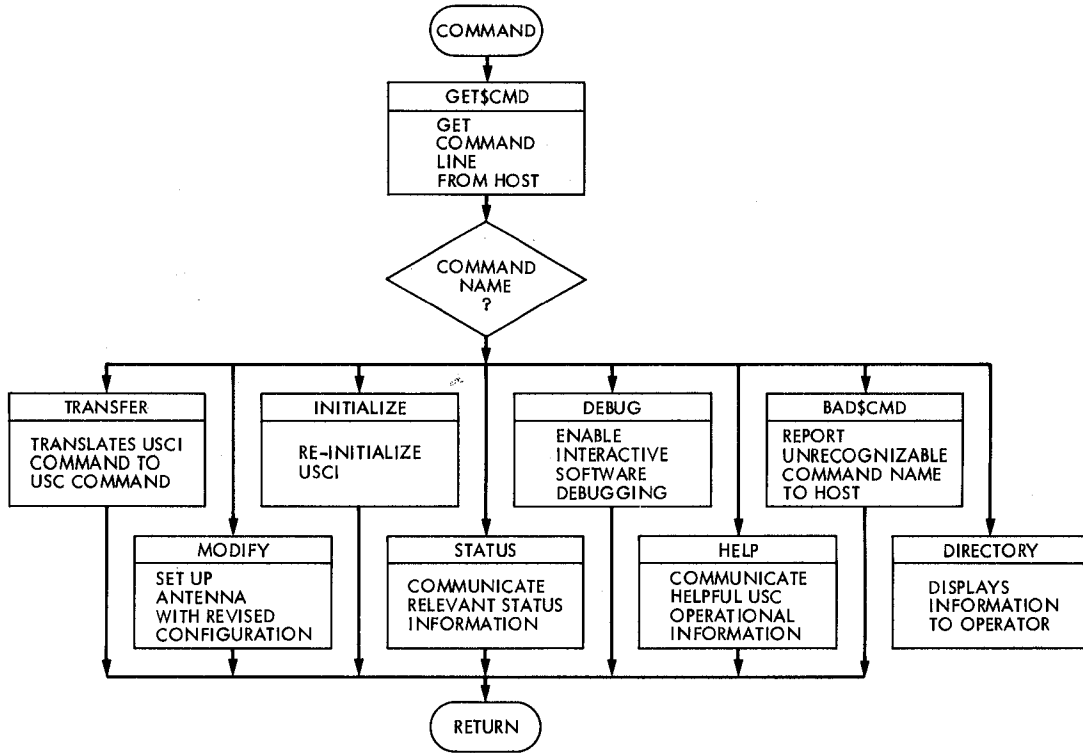 COMMAND
GET$CMD
GET
COMMAND
LINE
FROM HOST
COMMAND
NAME
?
TRANSFER
TRANSLATES USCI
COMMAND TO
USC COMMAND
INITIALIZE
RE-INITIALIZE
USCI
DEBUG
ENABLE
INTERACTIVE
SOFTWARE
DEBUGGING
BAD$CMD
REPORT
UNRECOGNIZABLE
COMMAND NAME
TO HOST
MODIFY
SET UP
ANTENNA
WITH REVISED
CONFIGURATION
STATUS
COMMUNICATE
RELEVANT STATUS
INFORMATION
HELP
COMMUNICATE
HELPFUL USC
OPERATIONAL
INFORMATION
DIRECTORY
DISPLAYS
INFORMATION
TO OPERATOR
RETURN